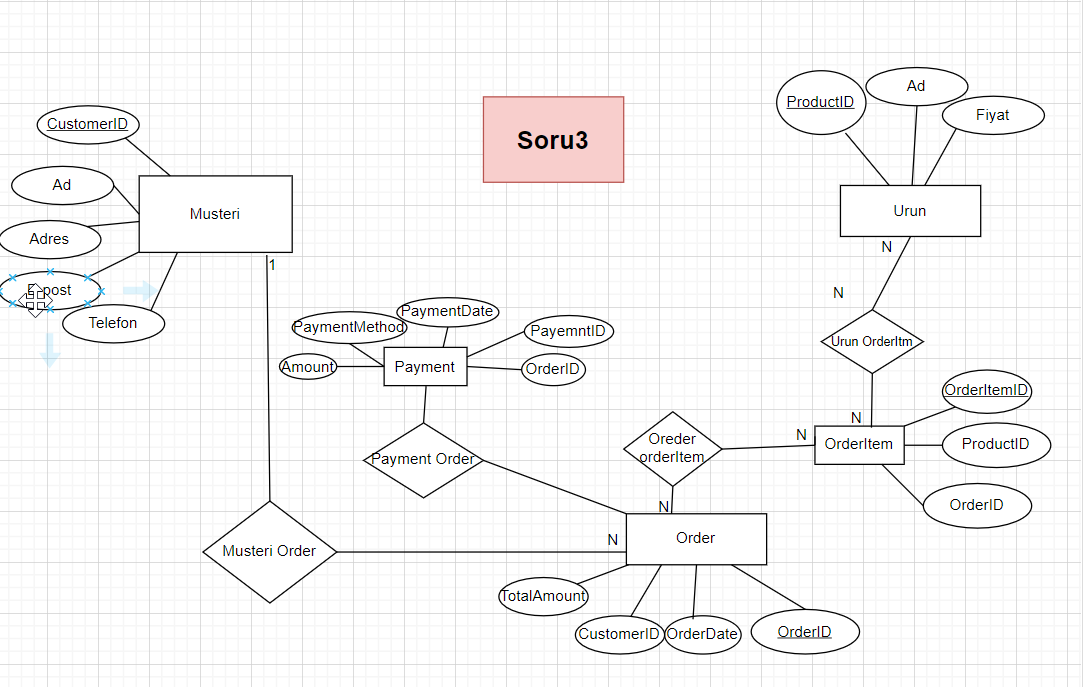 Soru3
CustomerID
Ad
Adres
Telefon
Musteri
1
ProductID
Ad
Fiyat
Urun
N
N
Urun OrderItm
N
PaymentMethod
PaymentDate
PayemntID
Amount
Payment
OrderID
Payment Order
Oreder
orderItem
N
OrderItem
OrderItemID
ProductID
OrderID
N
Musteri Order
N
Order
TotalAmount
CustomerID
OrderDate
OrderID